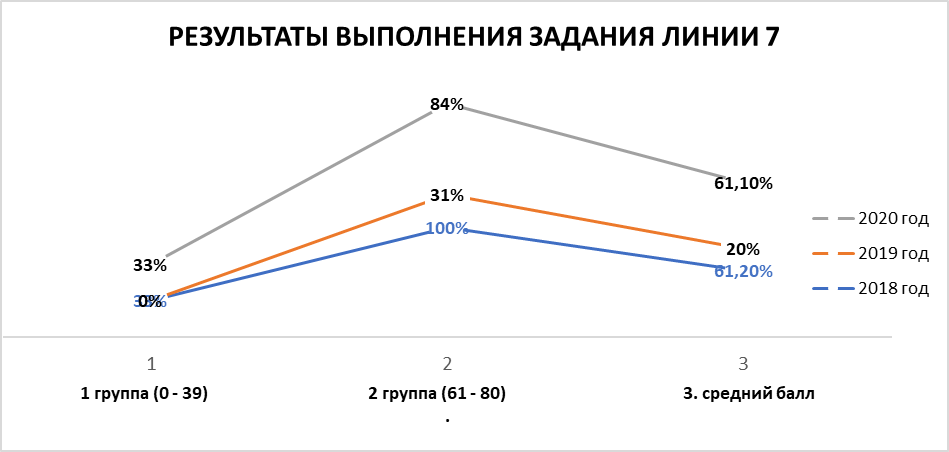 РЕЗУЛЬТАТЫ ВЫПОЛНЕНИЯ ЗАДАНИЯ ЛИНИИ 7
84%
61,10%
31%
100%
33%
20%
61,20%
0%
2020 год
2019 год
2018 год
1 2 3
1 группа (0 - 39) 2 группа (61 - 80) 3. средний балл
.